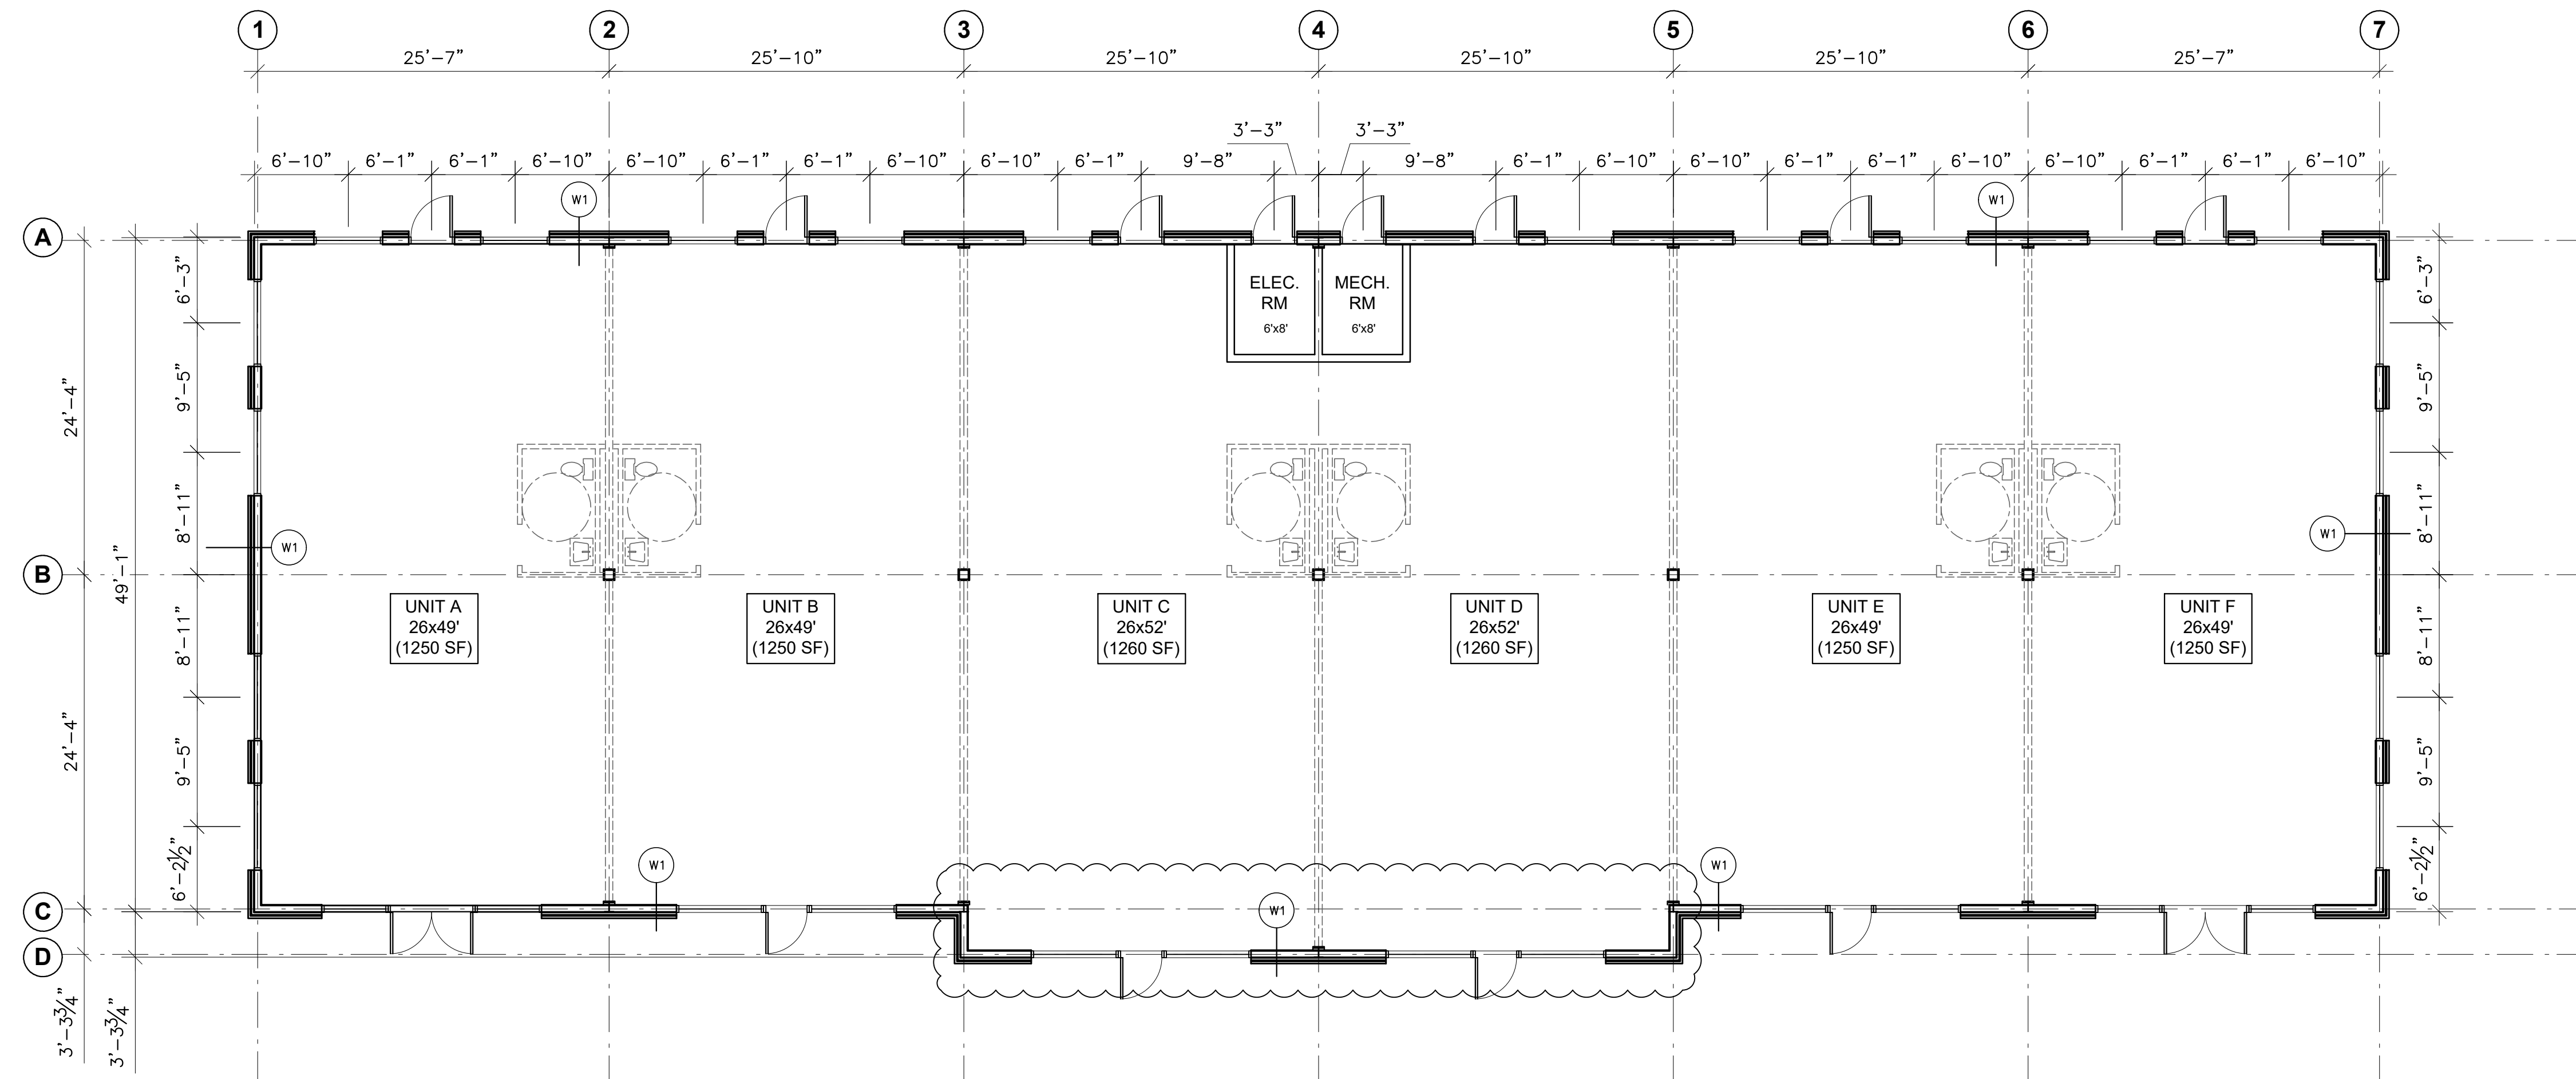 1 2 3 4 5 6 7
25'-7" 25'-10" 25'-10" 25'-10" 25'-10" 25'-7"
3'-3" 3'-3"
6'-10" 6'-1" 6'-1" 6'-10" 6'-10" 6'-1" 6'-1" 6'-10" 6'-10" 6'-1" 9'-8" 9'-8" 6'-1" 6'-10" 6'-10" 6'-1" 6'-1" 6'-10" 6'-10" 6'-1" 6'-1" 6'-10"
W1 W1
A
6'-3" 6'-3"
ELEC. MECH.
RM RM
6'x8' 6'x8'
24'-4" 9'-5" 9'-5"
8'-11" 8'-11"
W1 W1
B
49'-1"
UNIT A UNIT B UNIT C UNIT D UNIT E UNIT F
26x49' 26x49' 26x52' 26x52' 26x49' 26x49'
(1250 SF) (1250 SF) (1260 SF) (1260 SF) (1250 SF) (1250 SF)
8'-11" 8'-11"
24'-4" 9'-5" 9'-5"
6'-2½" 6'-2½"
W1 W1
C W1
D
3'-3¾" 3'-3¾"